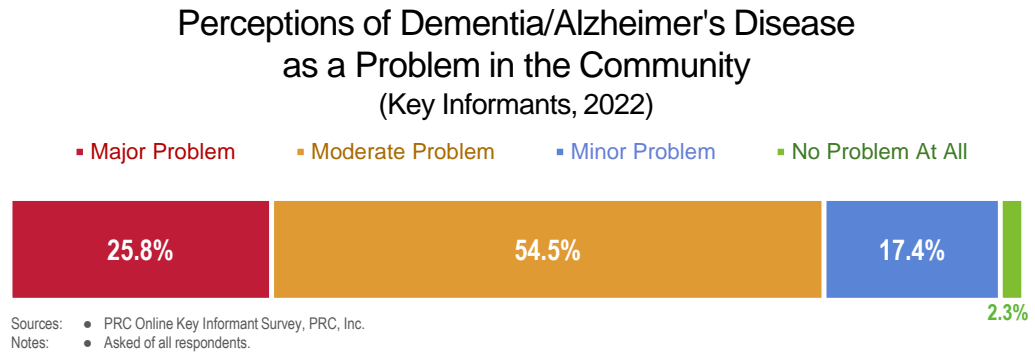 Perceptions of Dementia/Alzheimer's Disease
as a Problem in the Community
(Key Informants, 2022)
Major Problem Moderate Problem Minor Problem No Problem At All
25.8% 54.5% 17.4%
2.3%
Sources: ● PRC Online Key Informant Survey, PRC, Inc.
Notes: ● Asked of all respondents.